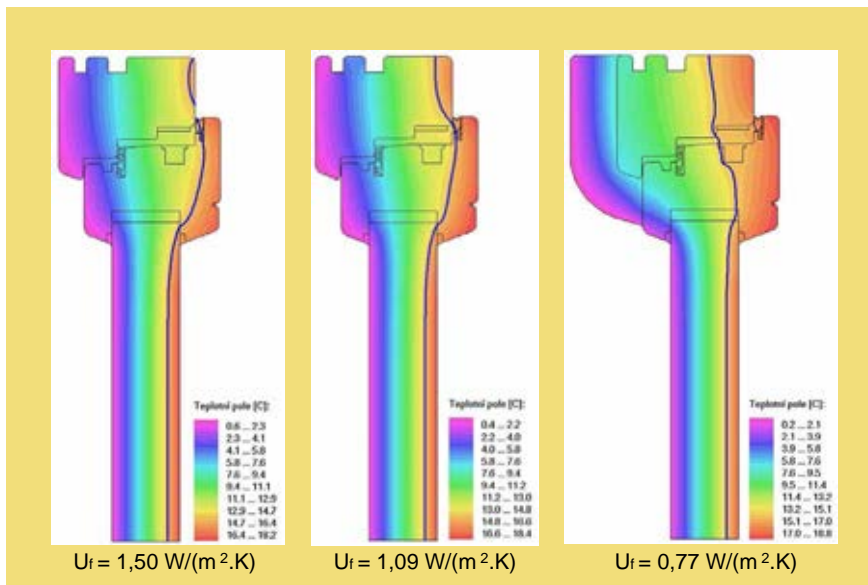 Teplotní pole [C]:
0.6 ... 2.3
2.3 ... 4.1
4.1 ... 5.8
5.8 ... 7.6
7.6 ... 9.4
9.4 ... 11.1
11.1 ... 12.9
12.9 ... 14.7
14.7 ... 16.4
16.4 ... 18.2
Uf = 1,50 W/(m².K)
Teplotní pole [C]:
0.4 ... 2.2
2.2 ... 4.0
4.0 ... 5.8
5.8 ... 7.6
7.6 ... 9.4
9.4 ... 11.2
11.2 ... 13.0
13.0 ... 14.8
14.8 ... 16.6
16.6 ... 18.4
Uf = 1,09 W/(m².K)
Teplotní pole [C]:
0.2 ... 2.1
2.1 ... 3.9
3.9 ... 5.8
5.8 ... 7.6
7.6 ... 9.5
9.5 ... 11.4
11.4 ... 13.2
13.2 ... 15.1
15.1 ... 17.0
17.0 ... 18.8
Uf = 0,77 W/(m².K)